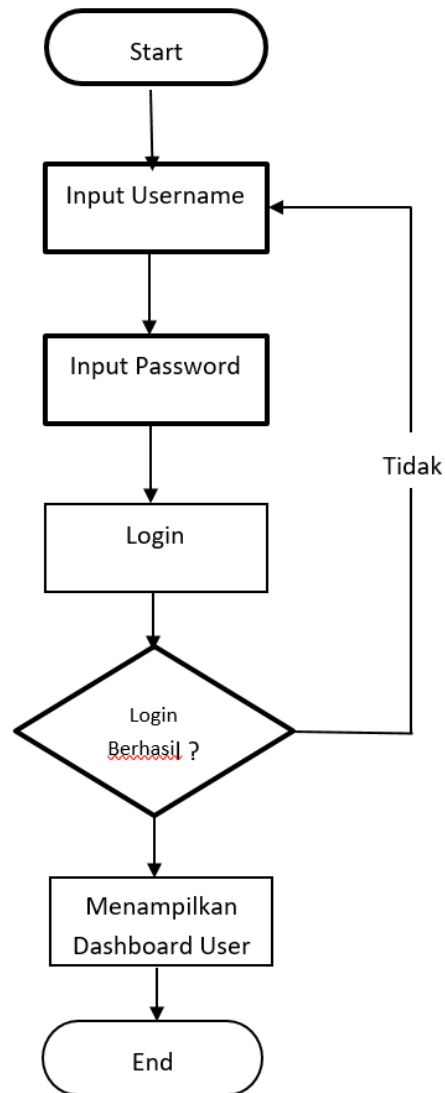 Start
Input Username
Input Password
Tidak
Login
Login
Berhasil ?
Menampilkan
Dashboard User
End